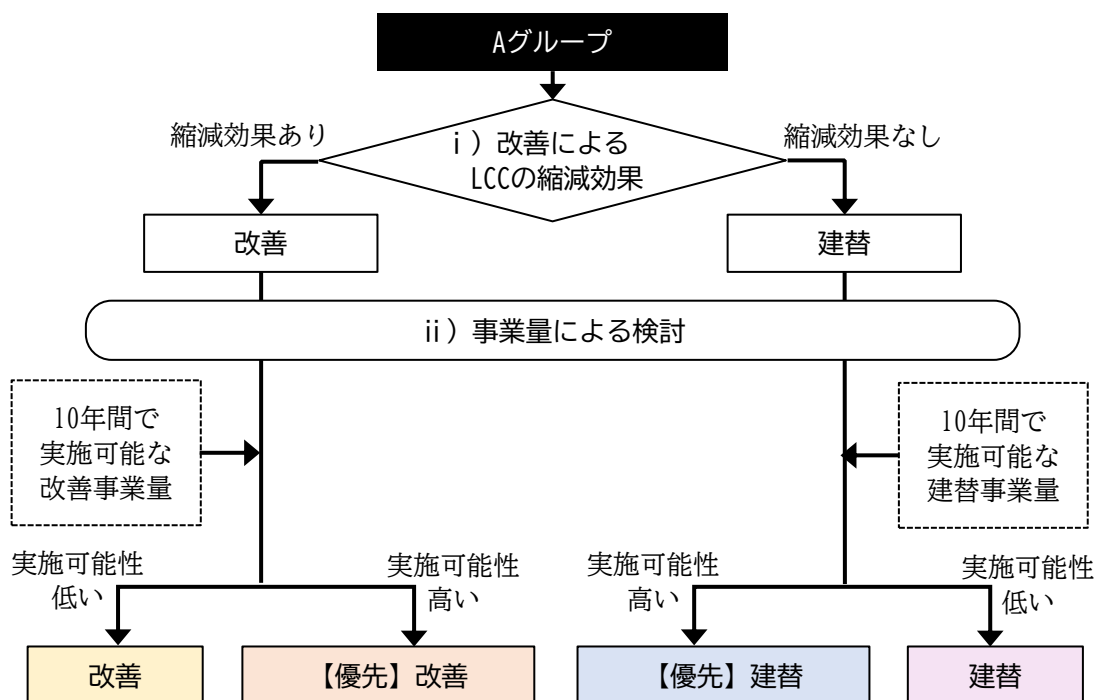 Aグループ
縮減効果あり
ⅰ）改善による
LCCの縮減効果
縮減効果なし
改善
建替
ⅱ）事業量による検討
10年間で
実施可能な
改善事業量
10年間で
実施可能な
建替事業量
実施可能性
低い
実施可能性
高い
実施可能性
高い
実施可能性
低い
改善
【優先】改善
【優先】建替
建替